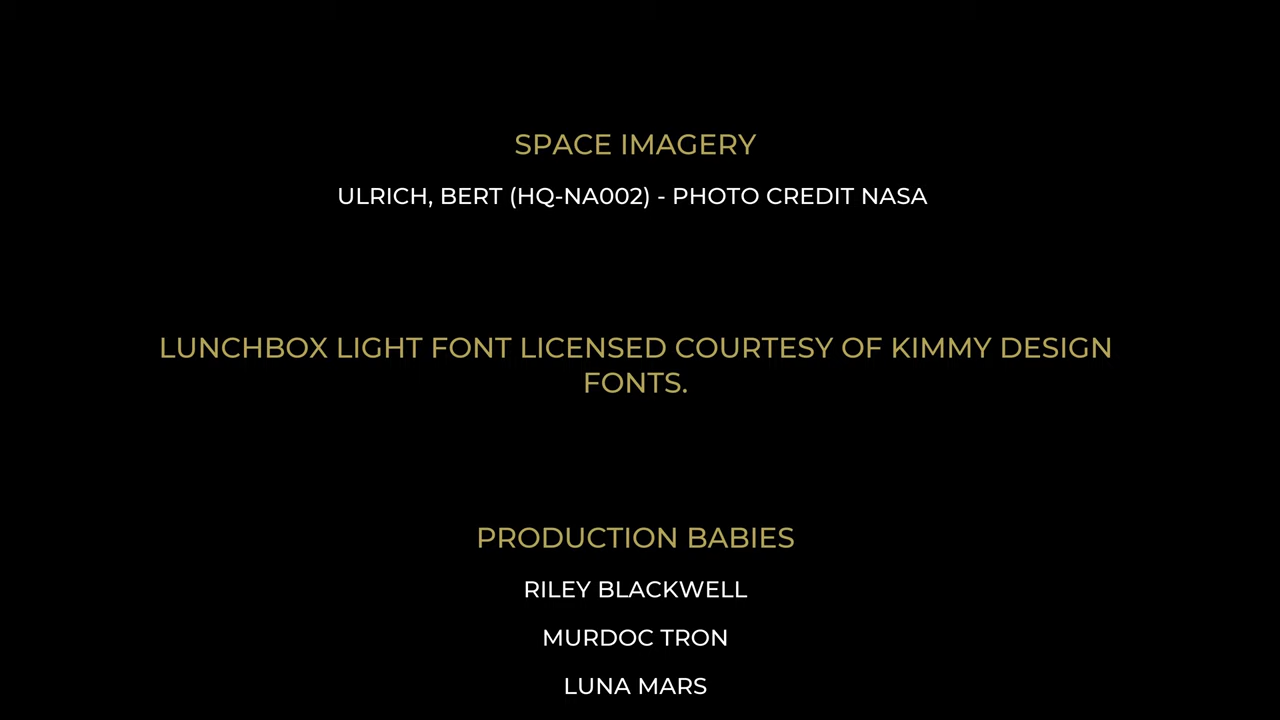 SPACE IMAGERY
ULRICH, BERT (HQ-NA002) - PHOTO CREDIT NASA
LUNCHBOX LIGHT FONT LICENSED COURTESY OF KIMMY DESIGN
FONTS.
PRODUCTION BABIES
RILEY BLACKWELL
MURDOC TRON
LUNA MARS